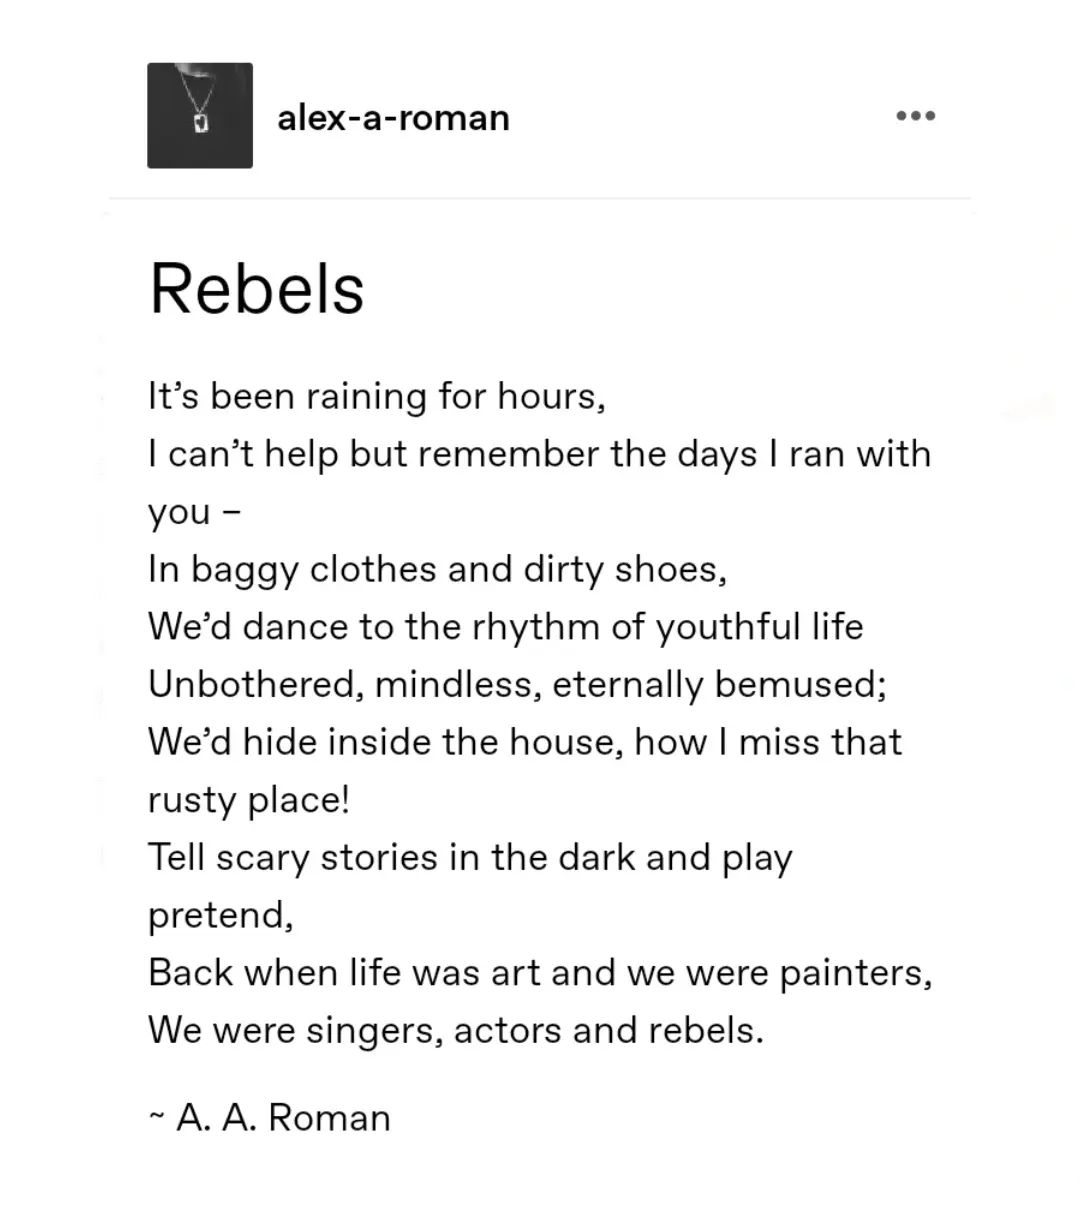 alex-a-roman
Rebels
It’s been raining for hours,
I can’t help but remember the days I ran with
you –
In baggy clothes and dirty shoes,
We’d dance to the rhythm of youthful life
Unbothered, mindless, eternally bemused;
We’d hide inside the house, how I miss that
rusty place!
Tell scary stories in the dark and play
pretend,
Back when life was art and we were painters,
We were singers, actors and rebels.
~ A. A. Roman